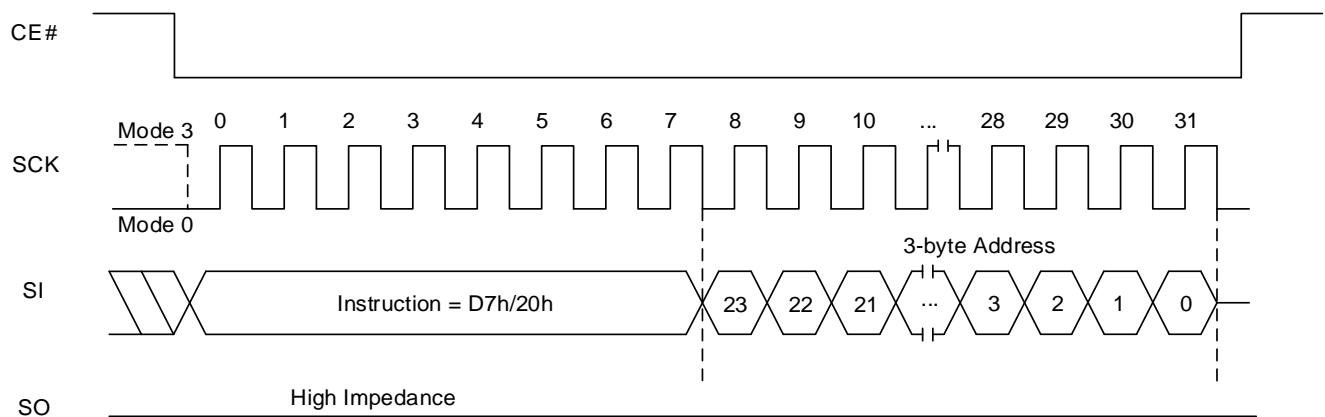 CE#
Mode 3
0 1 2 3 4 5 6 7 8 9 10 ... 28 29 30 31
SCK
Mode 0
3-byte Address
SI
Instruction = D7h/20h
23 22 21 ... 3 2 1 0
...
High Impedance
SO